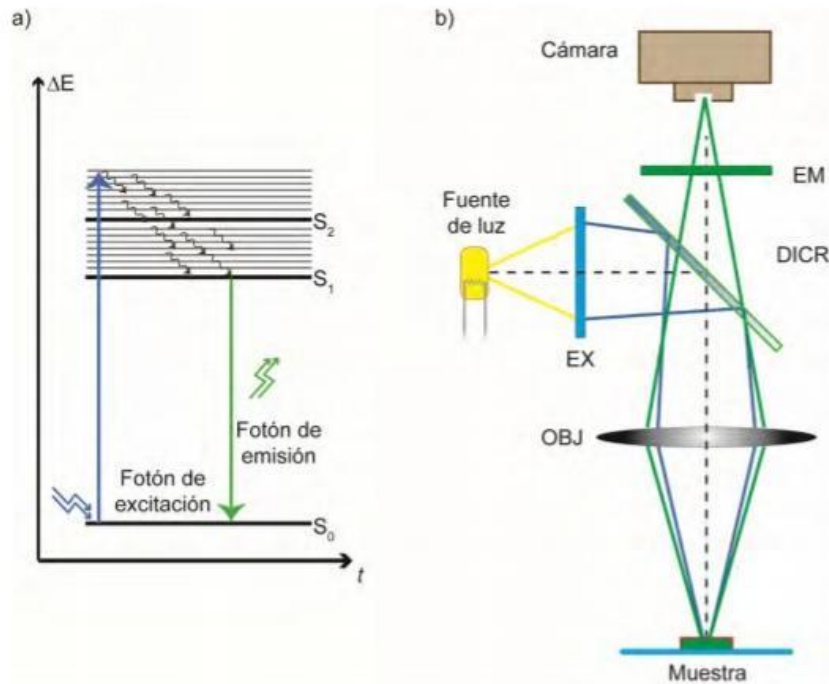 a)
ΔE
S₂
S₁
Fotón de
emisión
Fotón de
excitación
S₀
t
b)
Cámara
EM
Fuente
de luz
DICR
EX
OBJ
Muestra